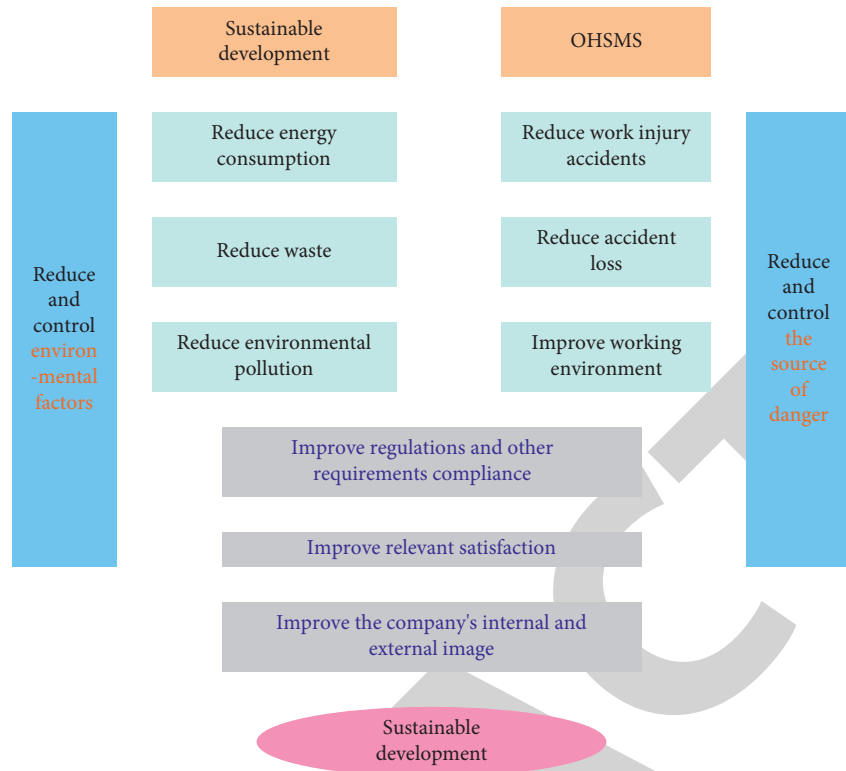 Sustainable
development
OHSMS
Reduce energy
consumption
Reduce work injury
accidents
Reduce waste
Reduce accident
loss
Reduce environmental
pollution
Improve working
environment
Reduce
and
control
environ
-mental
factors
Reduce
and
control
the
source
of
danger
Improve regulations and other
requirements compliance
Improve relevant satisfaction
Improve the company's internal and
external image
Sustainable
development